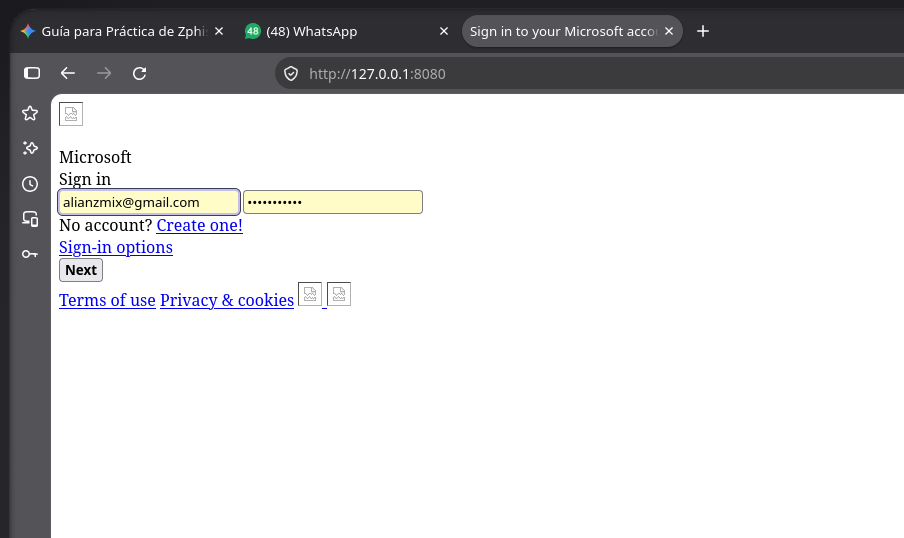 Guía para Práctica de Zphi
48 (48) WhatsApp
Sign in to your Microsoft acco
http://127.0.0.1:8080
Microsoft
Sign in
alianzmix@gmail.com •••••••••••
No account? Create one!
Sign-in options
Next
Terms of use Privacy & cookies